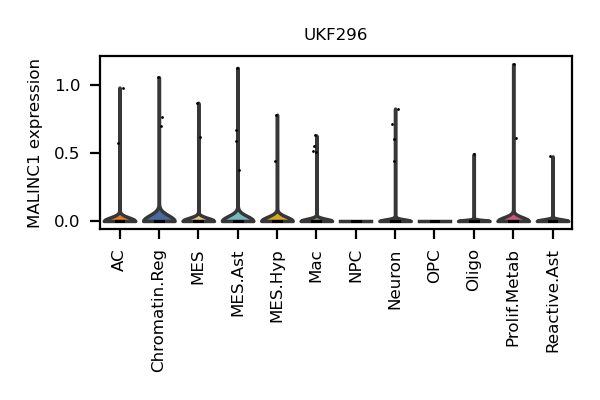 UKF296
MALINC1 expression
1.0
0.5
0.0
AC
Chromatin.Reg
MES
MES.Ast
MES.Hyp
Mac
NPC
Neuron
OPC
Oligo
Prolif.Metab
Reactive.Ast